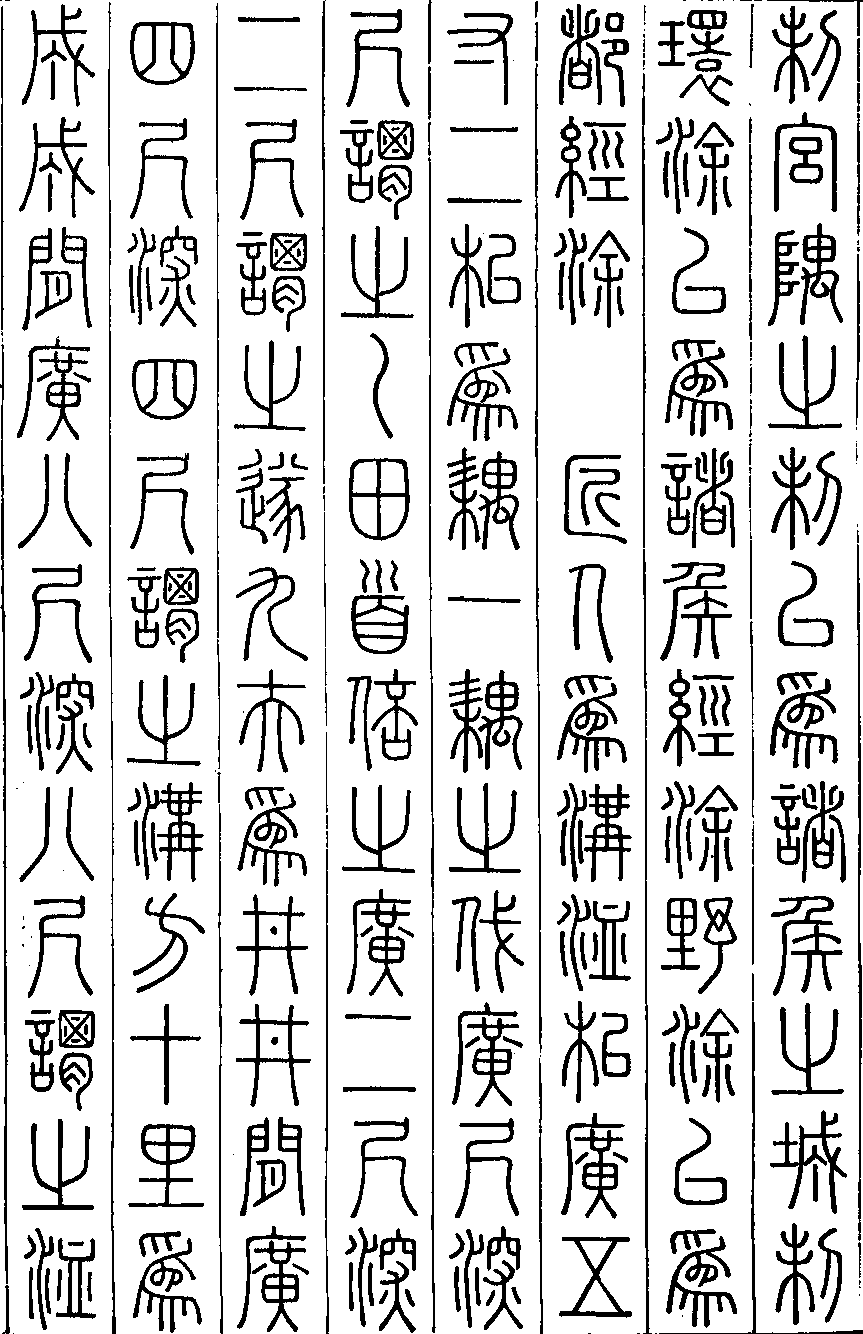 制宮隅之制以為諸侯之城制
環涂以為諸侯經涂野涂以為
都經涂　匠人為溝洫耜廣五
寸二耜為耦一耦之伐廣尺深
尺謂之𡿨田首倍之廣二尺深
二尺謂之遂九夫為井井間廣
四尺深四尺謂之溝方十里為
成成間廣八尺深八尺謂之洫